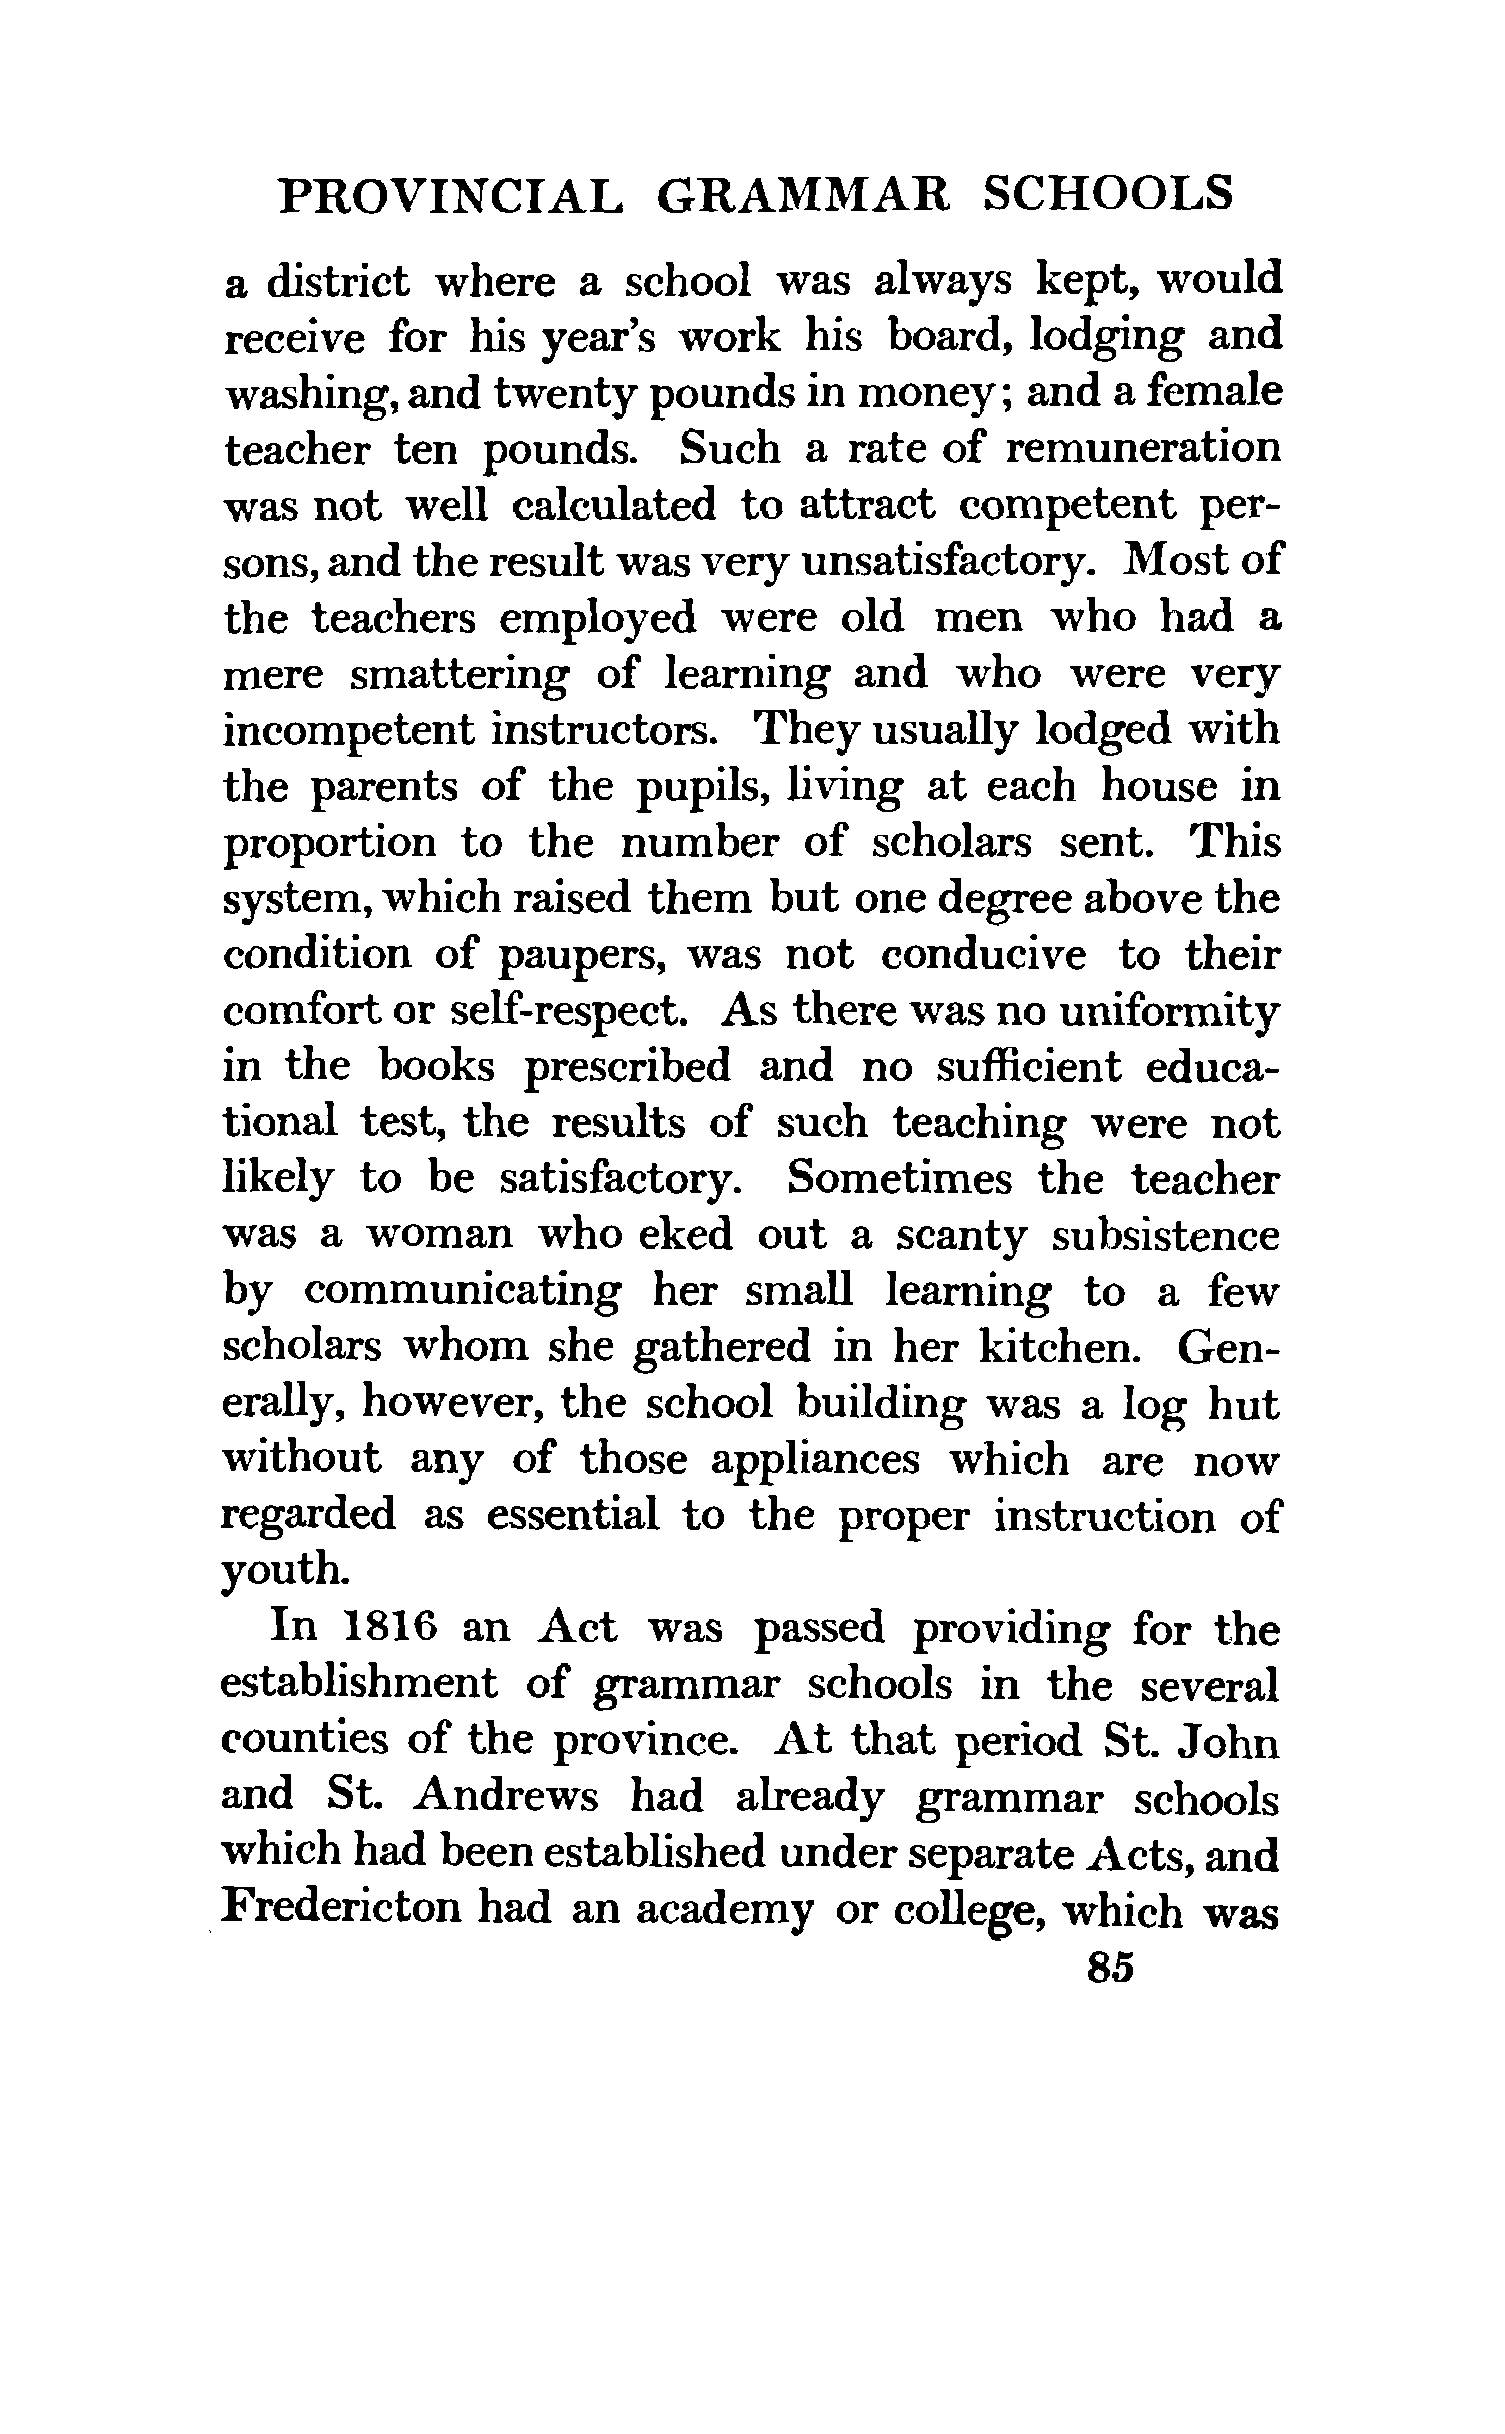 PROVINCIAL GRAMMAR SCHOOLS
a district where a school was always kept, would
receive for his year's work his board, lodging and
washing, and twenty pounds in money; and a female
teacher ten pounds. Such a rate of remuneration
was not well calculated to attract competent per-
sons, and the result was very unsatisfactory. Most of
the teachers employed were old men who had a
mere smattering of learning and who were very
incompetent instructors. They usually lodged with
the parents of the pupils, living at each house in
proportion to the number of scholars sent. This
system, which raised them but one degree above the
condition of paupers, was not conducive to their
comfort or self-respect. As there was no uniformity
in the books prescribed and no sufficient educa-
tional test, the results of such teaching were not
likely to be satisfactory. Sometimes the teacher
was a woman who eked out a scanty subsistence
by communicating her small learning to a few
scholars whom she gathered in her kitchen. Gen-
erally, however, the school building was a log hut
without any of those appliances which are now
regarded as essential to the proper instruction of
youth.
In 1816 an Act was passed providing for the
establishment of grammar schools in the several
counties of the province. At that period St. John
and St. Andrews had already grammar schools
which had been established under separate Acts, and
Fredericton had an academy or college, which was
85